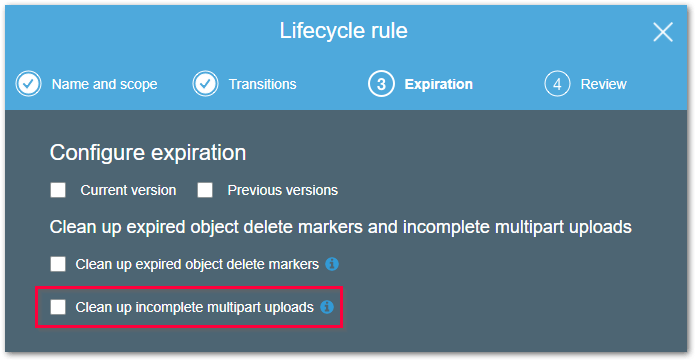 Lifecycle rule
Name and scope Transitions 3 Expiration 4 Review
Configure expiration
Current version Previous versions
Clean up expired object delete markers and incomplete multipart uploads
Clean up expired object delete markers i
Clean up incomplete multipart uploads i